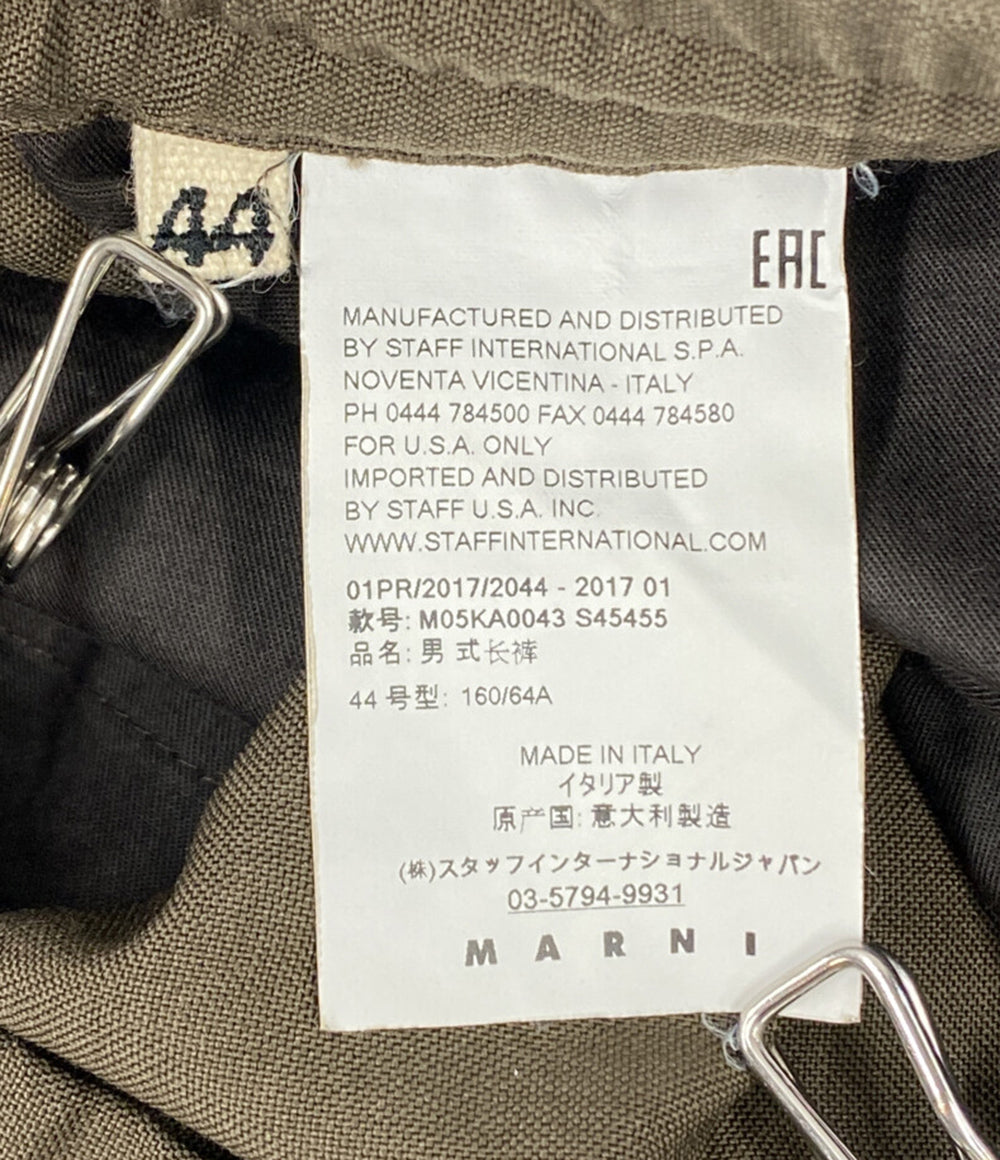 44
EAC
MANUFACTURED AND DISTRIBUTED
BY STAFF INTERNATIONAL S.P.A.
NOVENTA VICENTINA - ITALY
PH 0444 784500 FAX 0444 784580
FOR U.S.A. ONLY
IMPORTED AND DISTRIBUTED
BY STAFF U.S.A. INC.
WWW.STAFFINTERNATIONAL.COM
01PR/2017/2044 - 2017 01
款号: M05KA0043 S45455
品名: 男 式长裤
44 号型: 160/64A
MADE IN ITALY
イタリア製
原产国: 意大利製造
(株)スタッフインターナショナルジャパン
03-5794-9931
MARNI